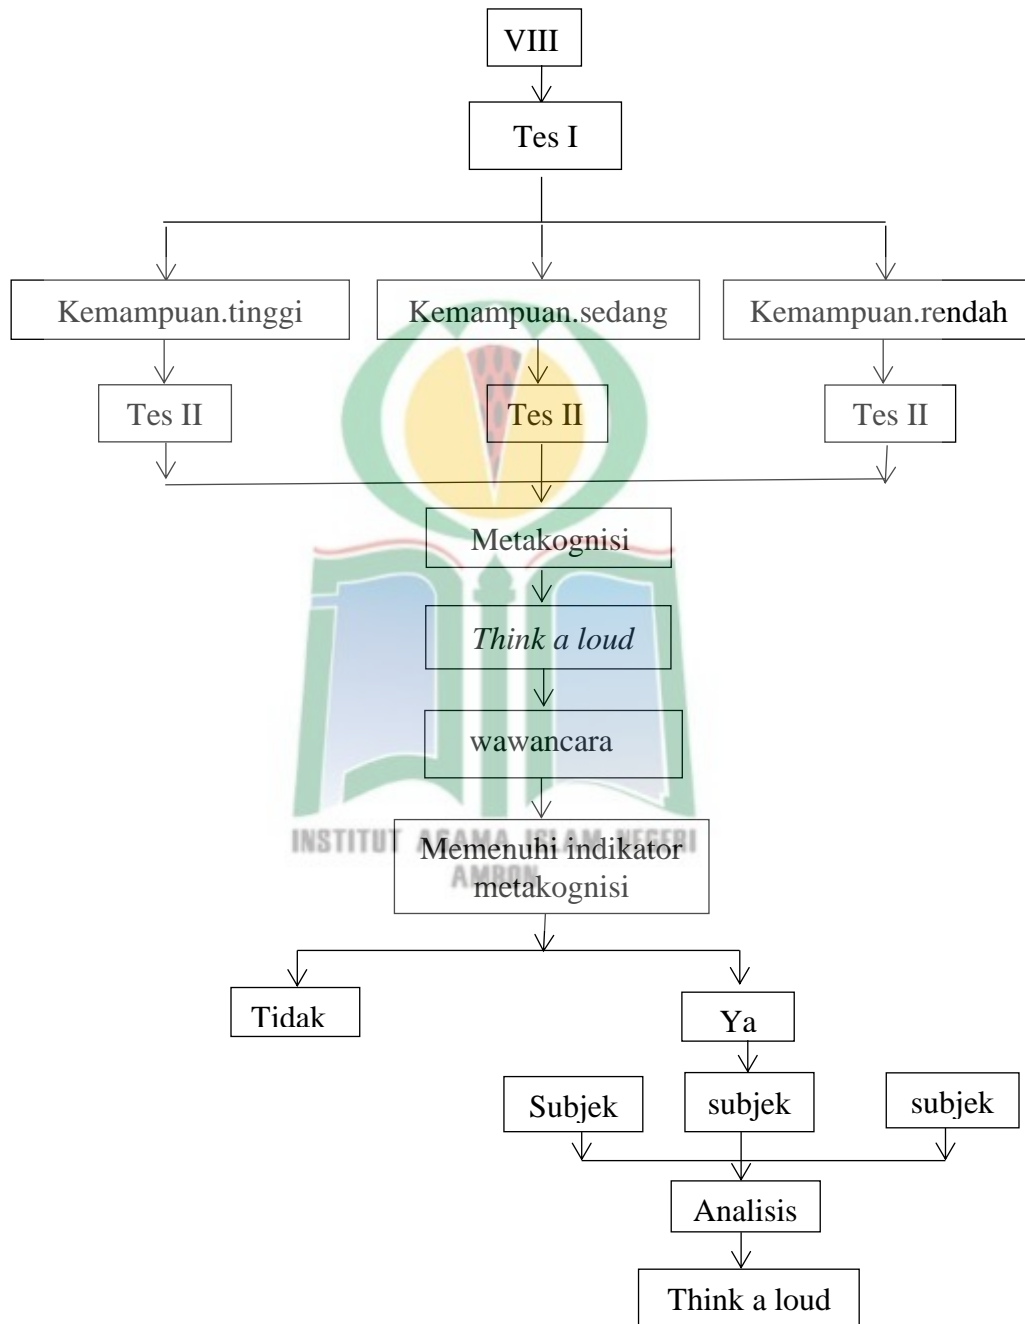 VIII
Tes I
Kemampuan.tinggi
Kemampuan.sedang
Kemampuan.rendah
Tes II
Tes II
Tes II
Metakognisi
Think a loud
wawancara
INSTITUT AGAMA ISLAM NEGERI
AMBON
Memenuhi indikator
metakognisi
Tidak
Ya
Subjek
subjek
subjek
Analisis
Think a loud